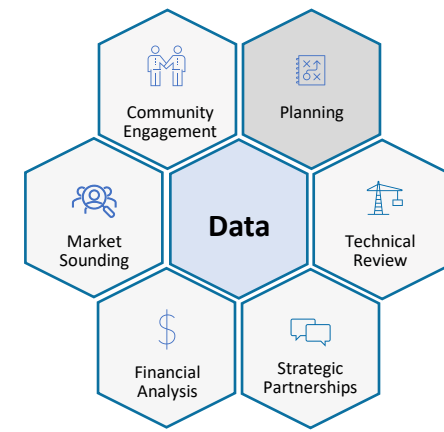 Community
Engagement
Planning
Market
Sounding
Data
Technical
Review
Financial
Analysis
Strategic
Partnerships